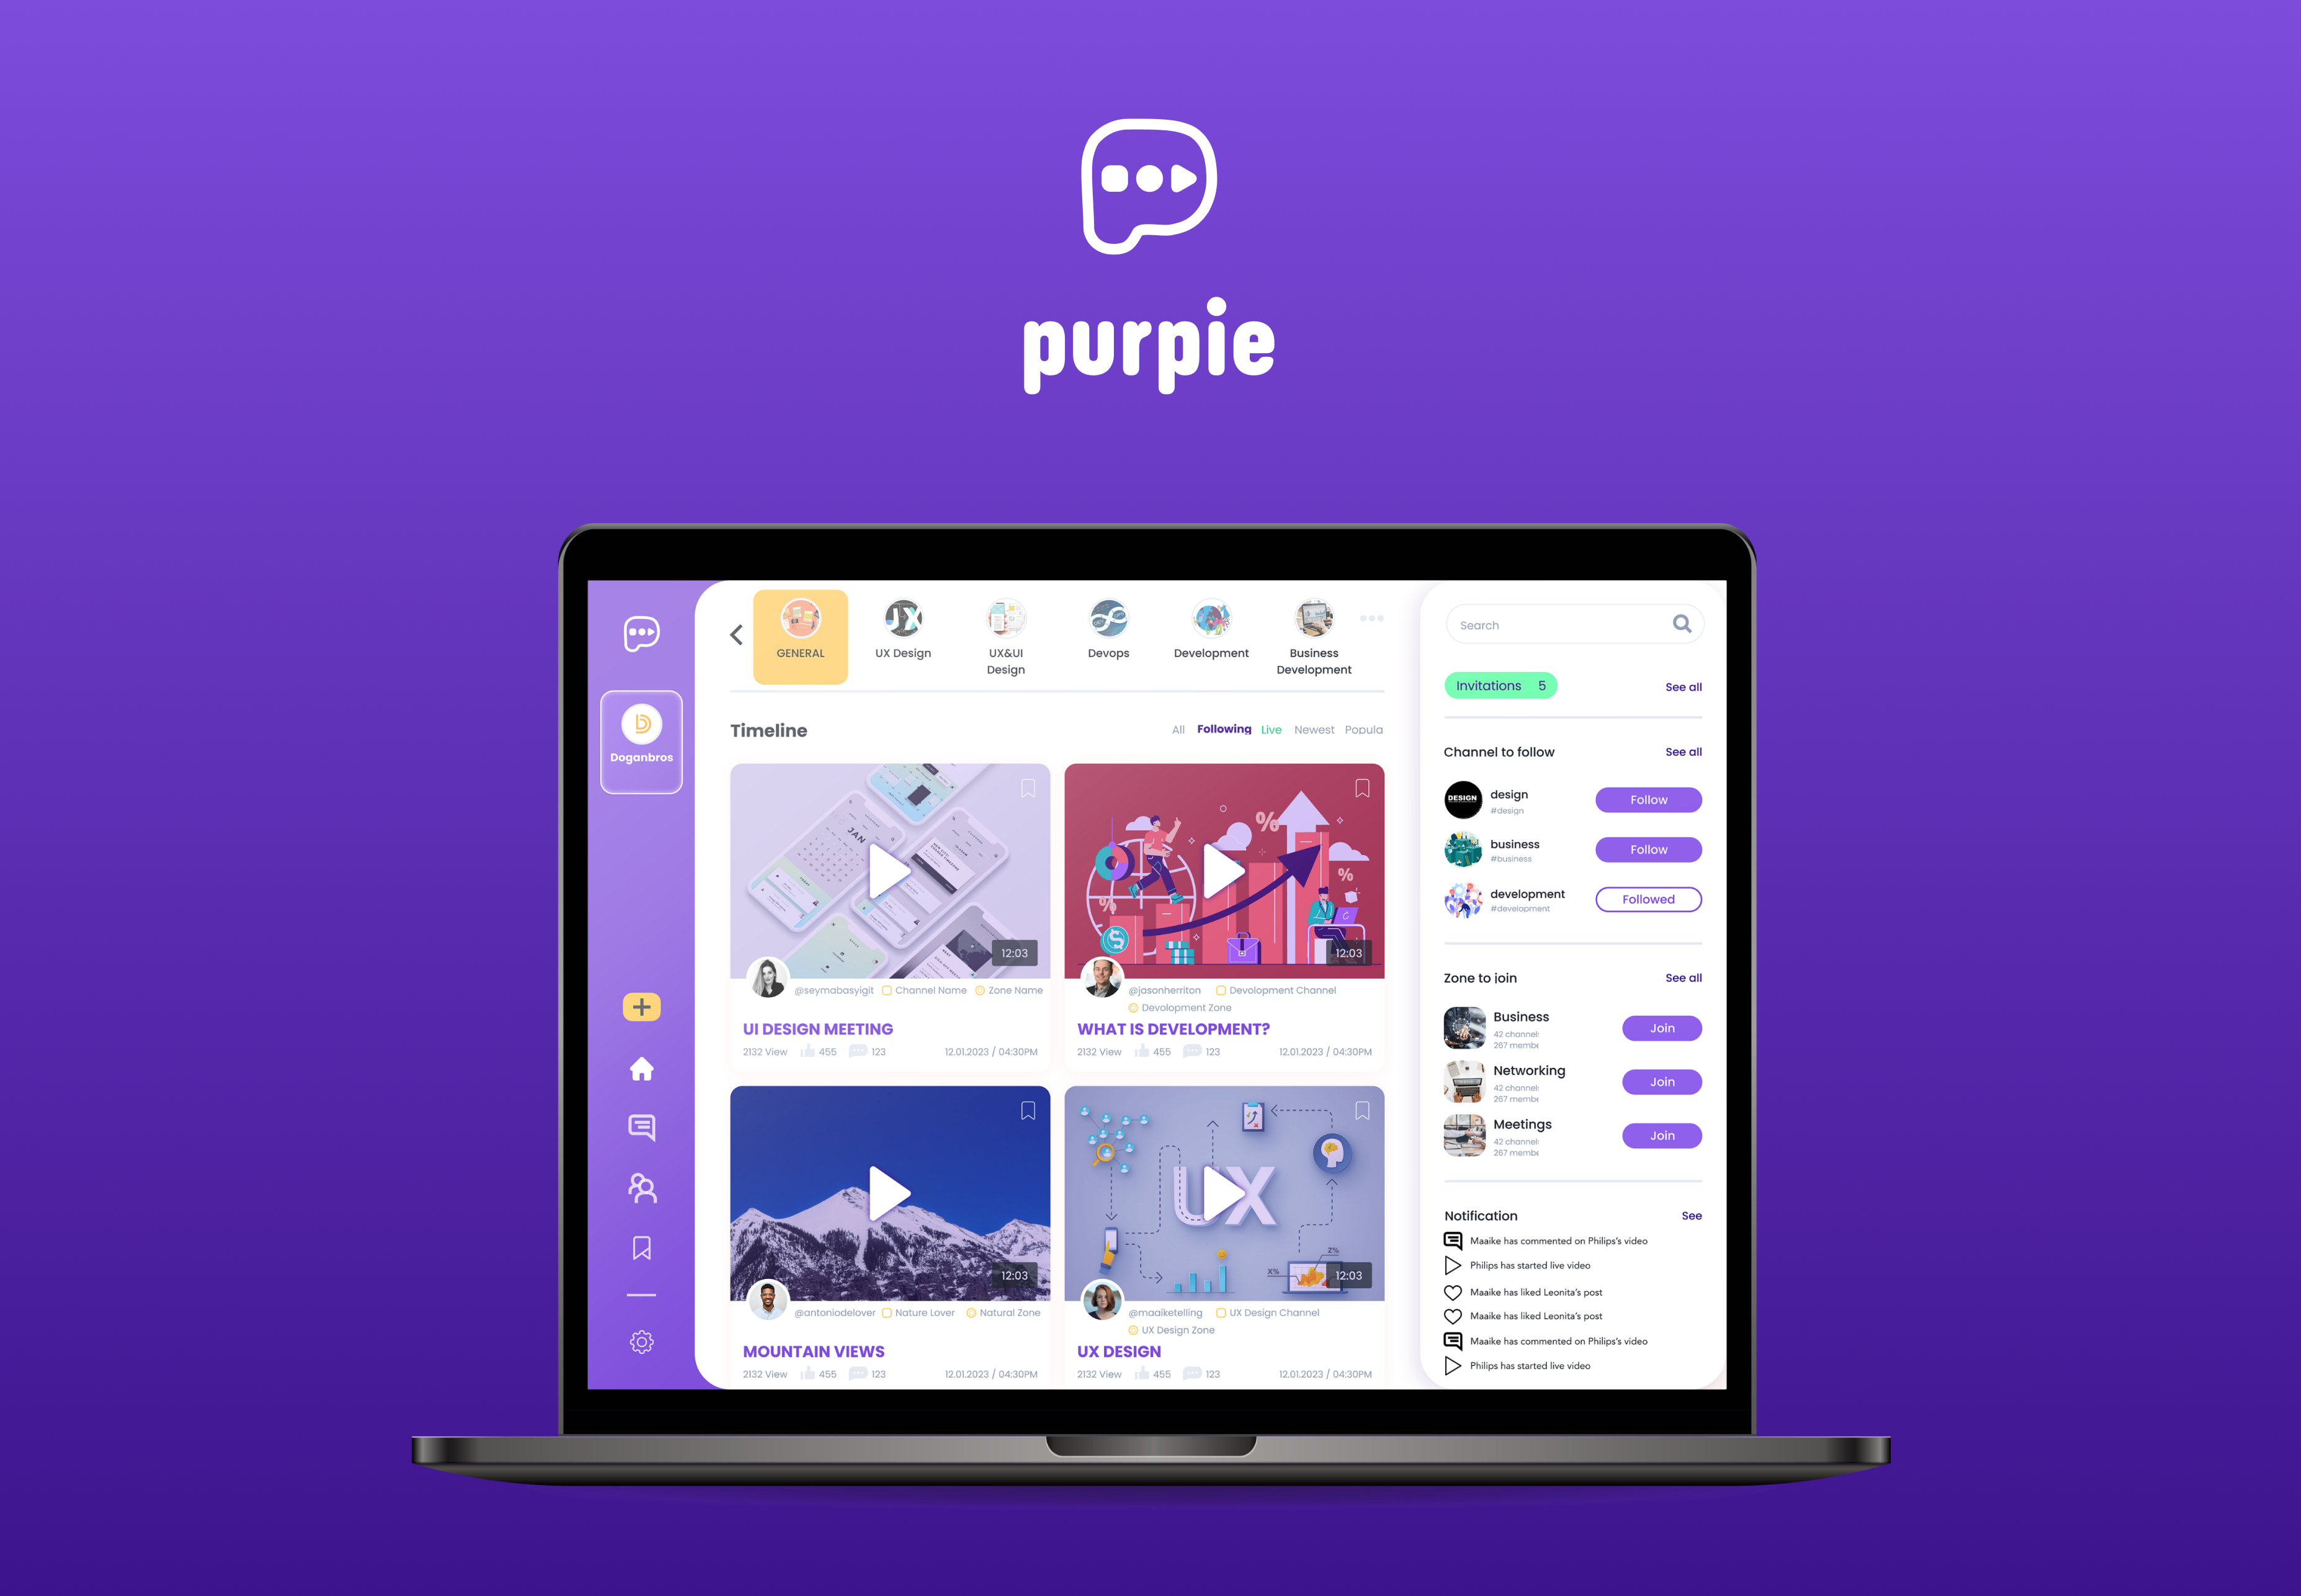 purpie
Doganbros
GENERAL
UX Design
UX&UI
Design
Devops
Development
Business
Development
Timeline
All Following Live Newest Popula
JAN
12:03
@seymabasyigit Channel Name Zone Name
UI DESIGN MEETING
2132 View 455 123 12.01.2023 / 04:30PM
% % %
$
12:03
@jasonherriton Devolopment Channel
Devolopment Zone
WHAT IS DEVELOPMENT?
2132 View 455 123 12.01.2023 / 04:30PM
12:03
@antoniodelover Nature Lover Natural Zone
MOUNTAIN VIEWS
2132 View 455 123 12.01.2023 / 04:30PM
UX
X% Z%
12:03
@maaiketelling UX Design Channel
UX Design Zone
UX DESIGN
2132 View 455 123 12.01.2023 / 04:30PM
Search
Invitations 5 See all
Channel to follow See all
DESIGN
design
#design
Follow
business
#business
Follow
development
#development
Followed
Zone to join See all
Business
42 channel
267 membe
Join
Networking
42 channel
267 membe
Join
Meetings
42 channel
267 membe
Join
Notification See
Maaike has commented on Philips's video
Philips has started live video
Maaike has liked Leonita's post
Maaike has liked Leonita's post
Maaike has commented on Philips's video
Philips has started live video